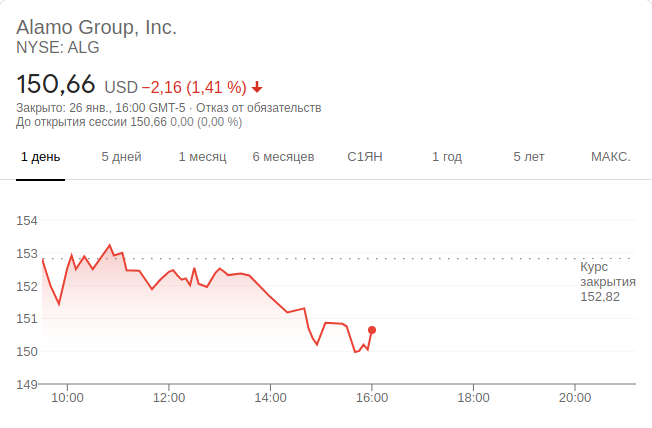 Alamo Group, Inc.
NYSE: ALG
150,66 USD −2,16 (1,41 %)
Закрыто: 26 янв., 16:00 GMT-5 · Отказ от обязательств
До открытия сессии 150,66 0,00 (0,00 %)
1 день 5 дней 1 месяц 6 месяцев С1ЯН 1 год 5 лет МАКС.
154
153
Курс
закрытия
152,82
152
151
150
149
10:00 12:00 14:00 16:00 18:00 20:00